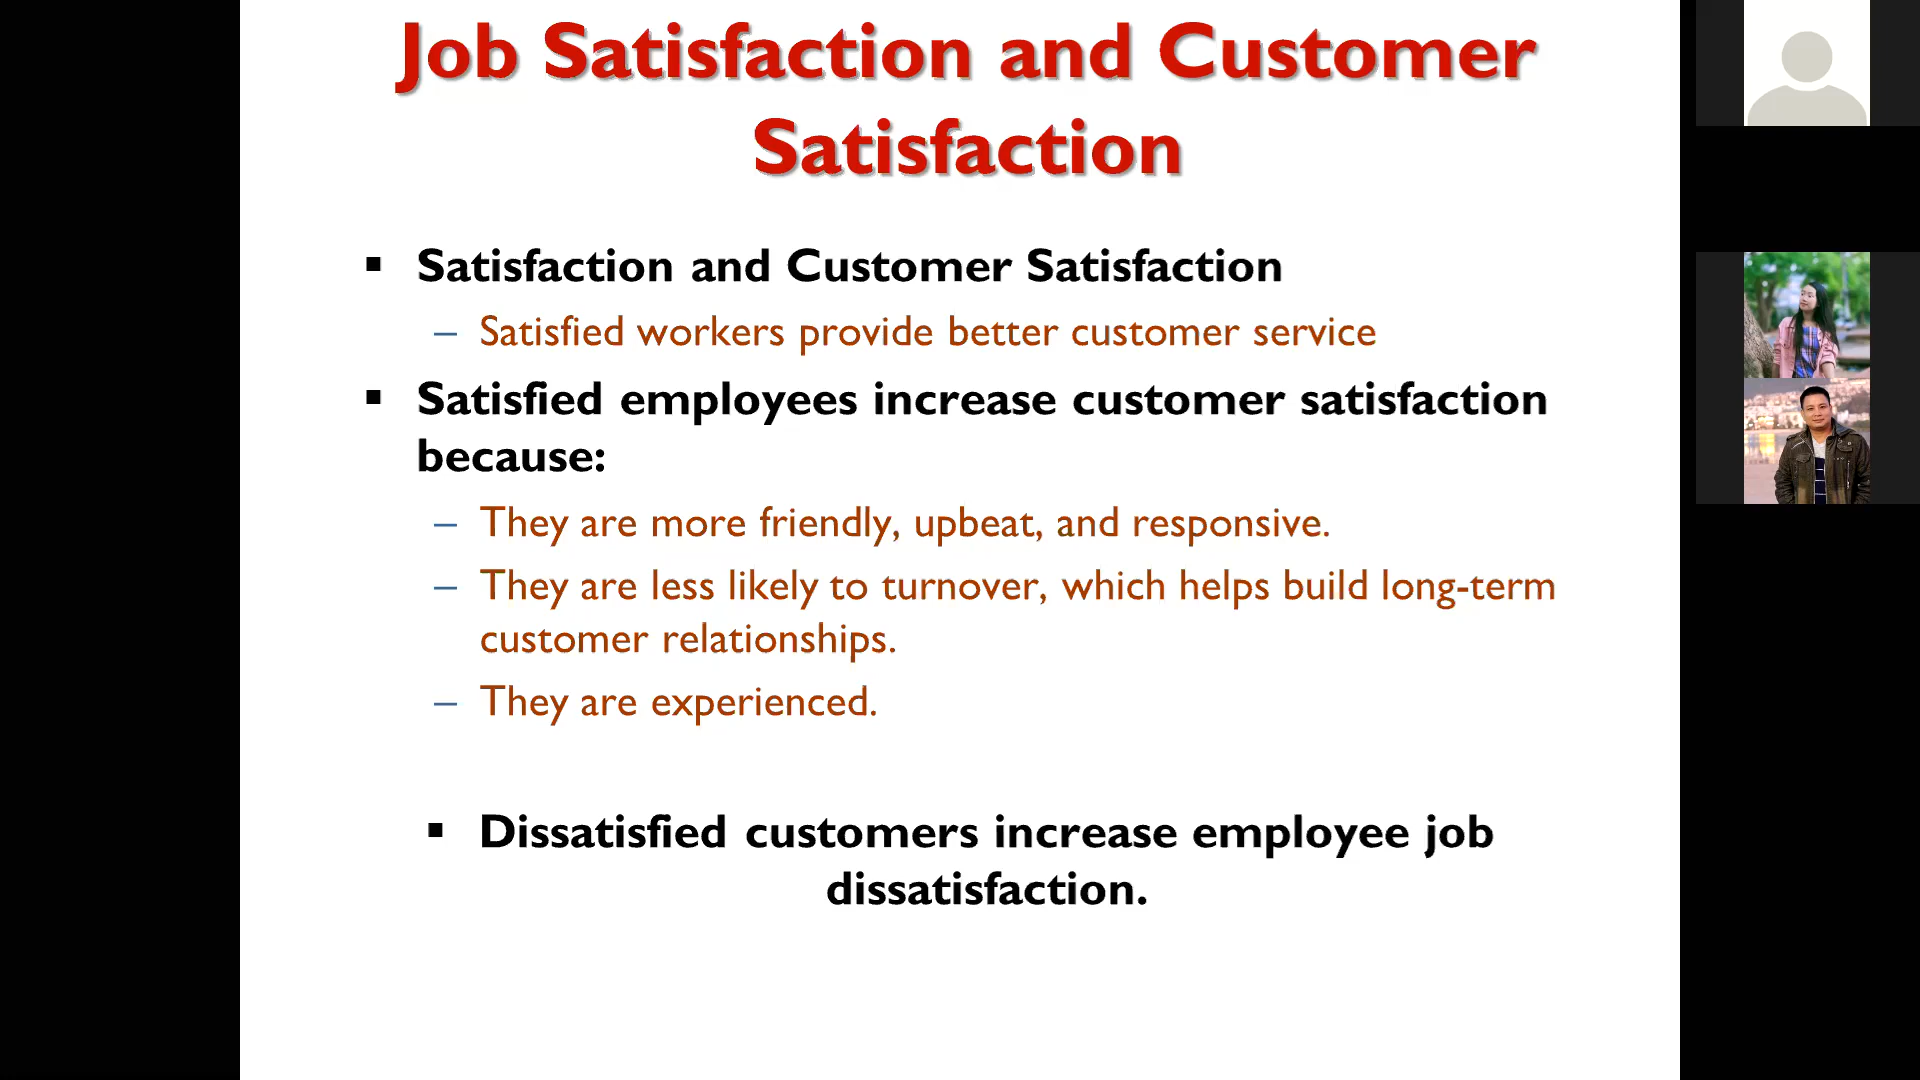 Job Satisfaction and Customer
Satisfaction
▪ Satisfaction and Customer Satisfaction
– Satisfied workers provide better customer service
▪ Satisfied employees increase customer satisfaction
because:
– They are more friendly, upbeat, and responsive.
– They are less likely to turnover, which helps build long-term
customer relationships.
– They are experienced.
▪ Dissatisfied customers increase employee job
dissatisfaction.